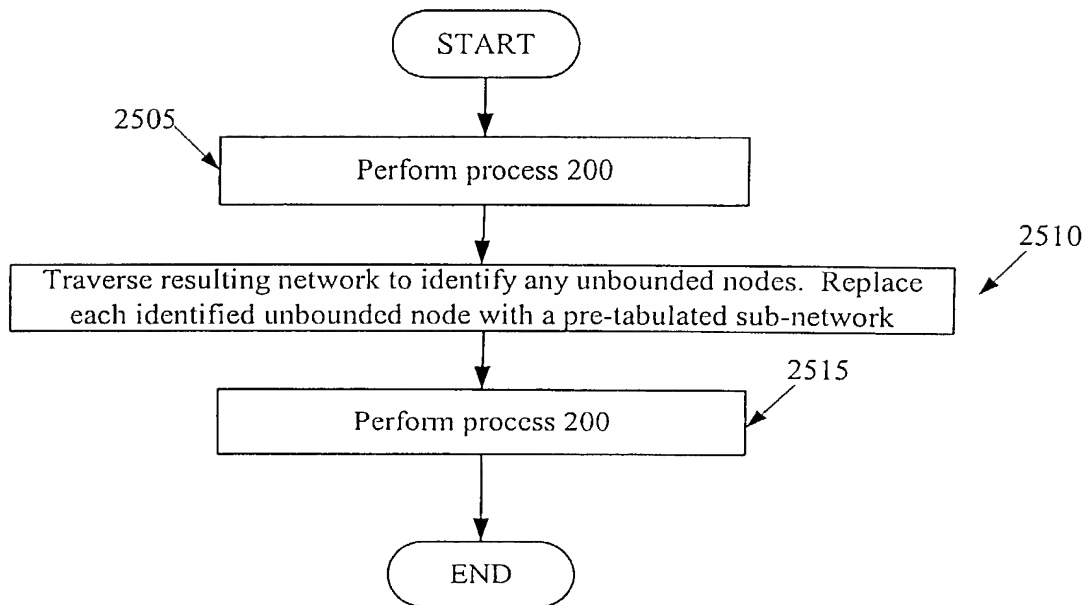 START
2505
Perform process 200
2510
Traverse resulting network to identify any unbounded nodes. Replace
each identified unbounded node with a pre-tabulated sub-network
2515
Perform process 200
END